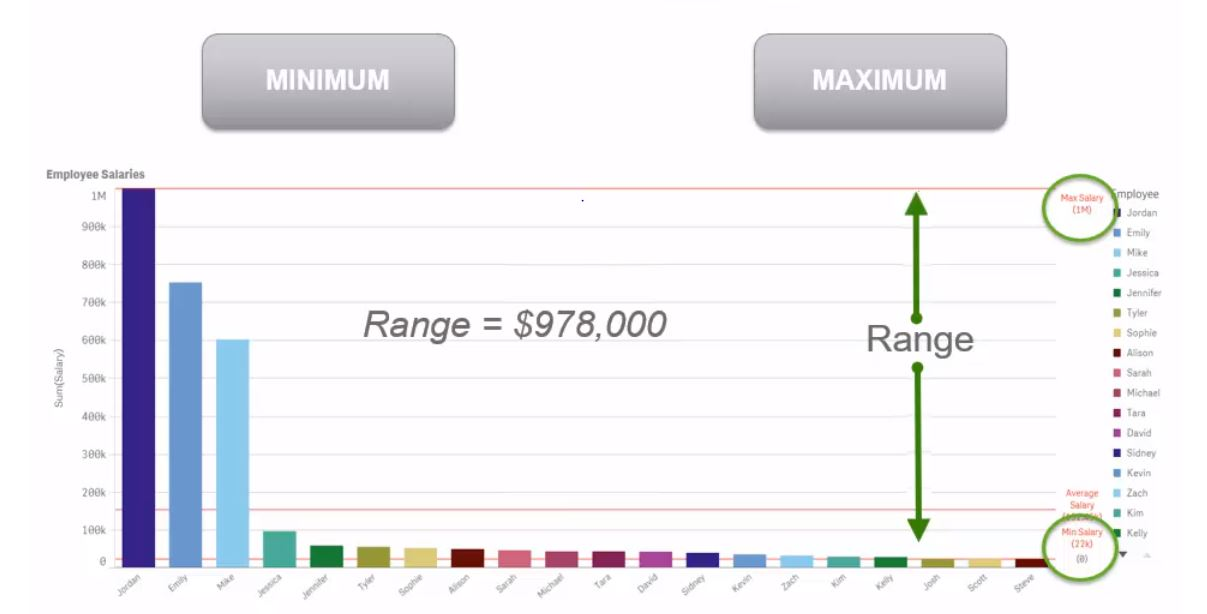 MINIMUM
MAXIMUM
Employee Salaries
1M
900k
800k
700k
600k
500k
400k
300k
200k
100k
0
Sum(Salary)
Range = $978,000
Range
Max Salary
(1M)
Average
Salary
Min Salary
(22k)
(0)
Employee
Jordan
Emily
Mike
Jessica
Jennifer
Tyler
Sophie
Alison
Sarah
Michael
Tara
David
Sidney
Kevin
Zach
Kim
Kelly
Jordan
Emily
Mike
Jessica
Jennifer
Tyler
Sophie
Alison
Sarah
Michael
Tara
David
Sidney
Kevin
Zach
Kim
Kelly
Josh
Scott
Steve